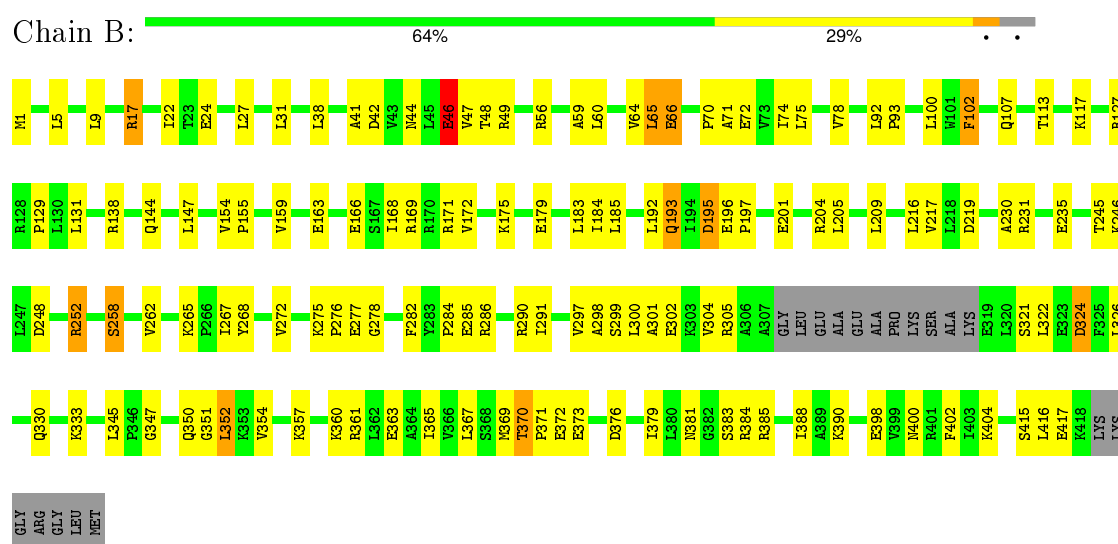 Chain B:
64% 29% • •
M1 L5 L9 R17 I22 T23 E24 L27 L31 L38 A41 D42 V43 N44 L45 E46 V47 T48 R49 R56 A59 L60 V64 L65 E66 P70 A71 E72 V73 I74 L75 V78 L92 P93 L100 W101 F102 Q107 T113 K117 R127
R128 P129 L130 L131 R138 Q144 L147 V154 P155 V159 E163 E166 S167 I168 R169 R170 R171 V172 K175 E179 L183 I184 L185 L192 Q193 I194 D195 E196 P197 E201 R204 L205 L209 L216 V217 L218 D219 A230 R231 E235 T245 K246
L247 D248 R252 S258 V262 K265 P266 I267 Y268 V272 K275 P276 E277 G278 F282 Y283 P284 E285 R286 R290 I291 V297 A298 S299 L300 A301 E302 K303 V304 R305 A306 A307 GLY LEU GLU ALA GLU ALA PRO LYS SER ALA LYS E319 L320 S321 L322 E323 D324 F325 L326
Q330 K333 L345 P346 G347 Q350 G351 L352 K353 V354 K357 K360 R361 L362 E363 A364 I365 V366 L367 S368 M369 T370 P371 E372 E373 D376 I379 L380 N381 G382 S383 R384 R385 I388 A389 K390 E398 V399 N400 R401 F402 I403 K404 S415 L416 E417 K418 LYS LYS
GLY ARG GLY LEU MET